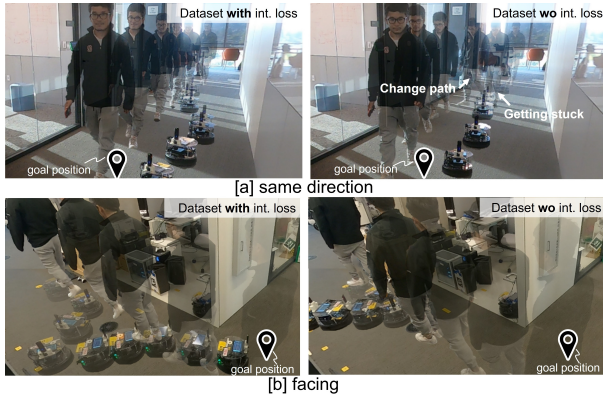 Dataset with int. loss
Dataset wo int. loss
Change path
Getting stuck
goal position
goal position
[a] same direction
Dataset with int. loss
Dataset wo int. loss
goal position
goal position
[b] facing